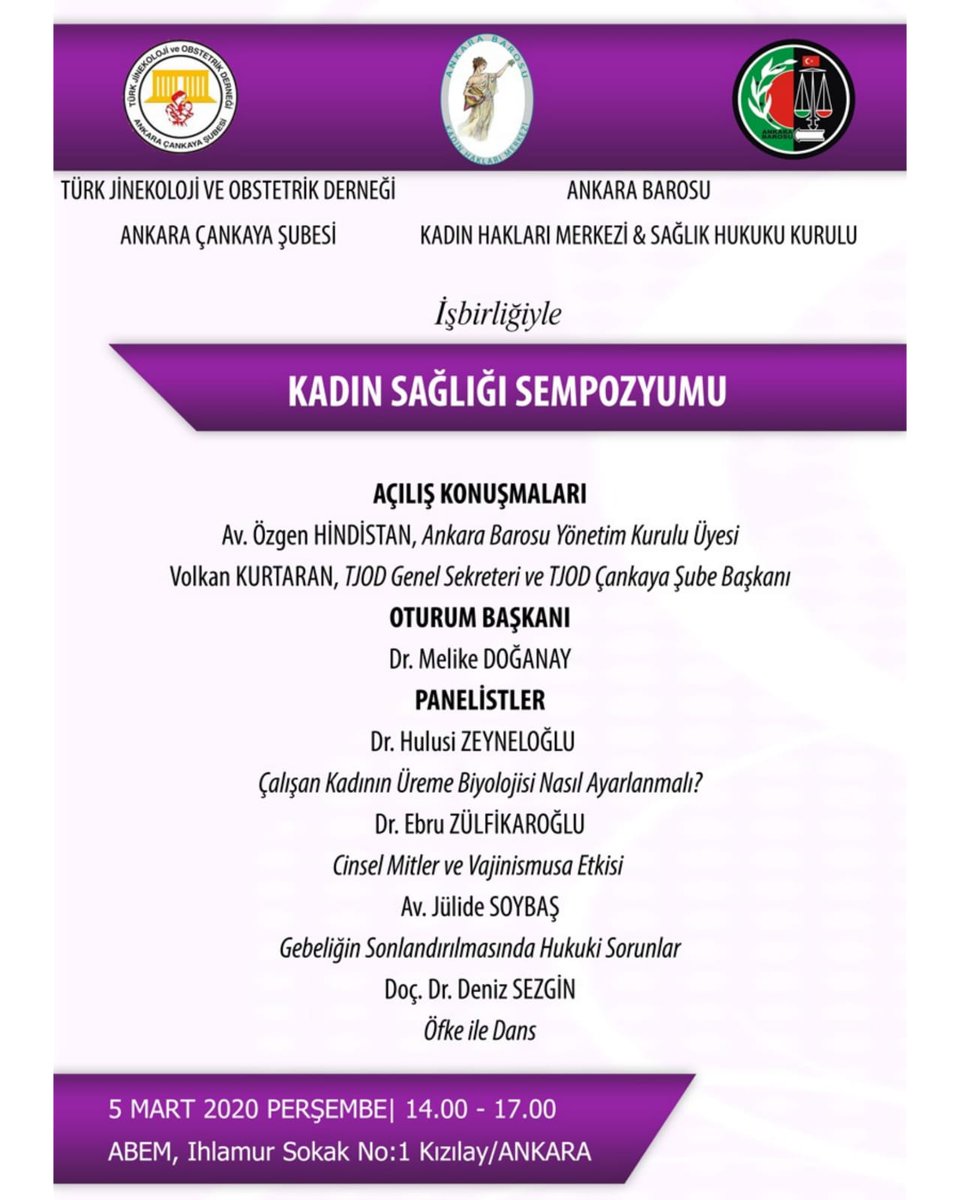 TÜRK JİNEKOLOJİ ve OBSTETRİK DERNEĞİ
ANKARA ÇANKAYA ŞUBESİ
ANKARA BAROSU
KADIN HAKLARI MERKEZİ
ANKARA
BAROSU
TÜRK JİNEKOLOJİ VE OBSTETRİK DERNEĞİ
ANKARA ÇANKAYA ŞUBESİ
ANKARA BAROSU
KADIN HAKLARI MERKEZİ & SAĞLIK HUKUKU KURULU
İşbirliğiyle
KADIN SAĞLIĞI SEMPOZYUMU
AÇILIŞ KONUŞMALARI
Av. Özgen HİNDİSTAN, Ankara Barosu Yönetim Kurulu Üyesi
Volkan KURTARAN, TJOD Genel Sekreteri ve TJOD Çankaya Şube Başkanı
OTURUM BAŞKANI
Dr. Melike DOĞANAY
PANELİSTLER
Dr. Hulusi ZEYNELOĞLU
Çalışan Kadının Üreme Biyolojisi Nasıl Ayarlanmalı?
Dr. Ebru ZÜLFİKAROĞLU
Cinsel Mitler ve Vajinismusa Etkisi
Av. Jülide SOYBAŞ
Gebeliğin Sonlandırılmasında Hukuki Sorunlar
Doç. Dr. Deniz SEZGİN
Öfke ile Dans
5 MART 2020 PERŞEMBE| 14.00 - 17.00
ABEM, Ihlamur Sokak No:1 Kızılay/ANKARA